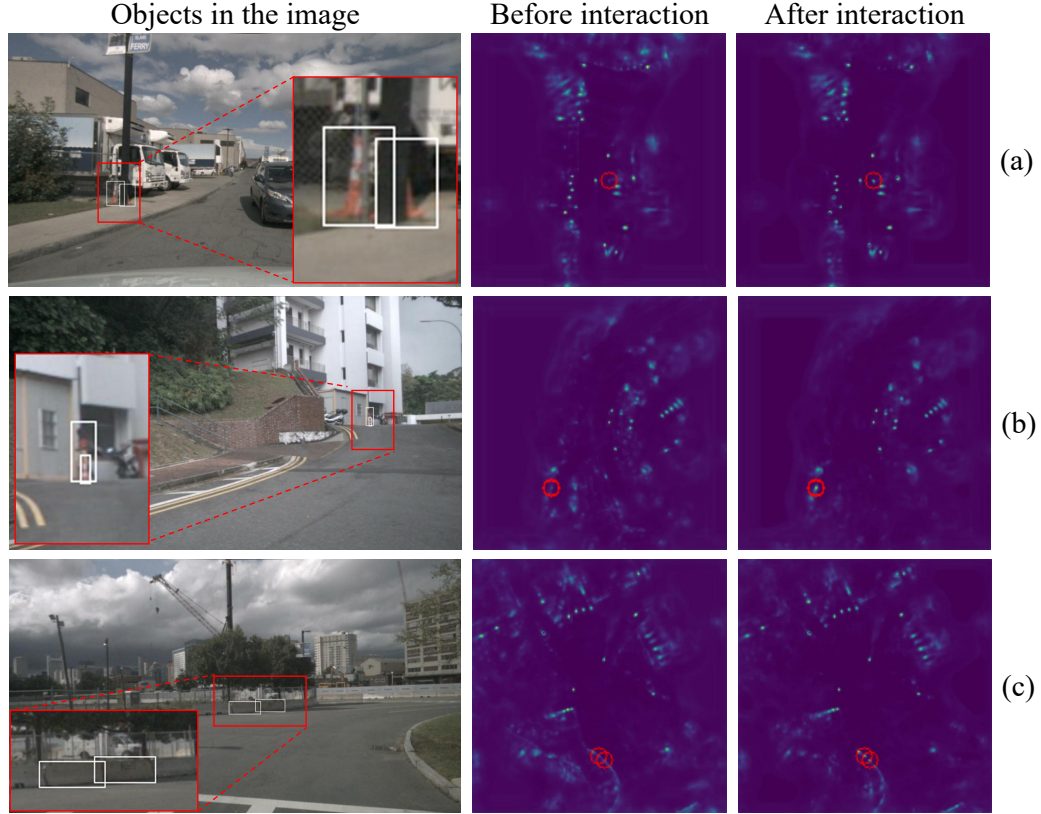 Objects in the image
Before interaction
After interaction
FERRY
(a)
(b)
(c)